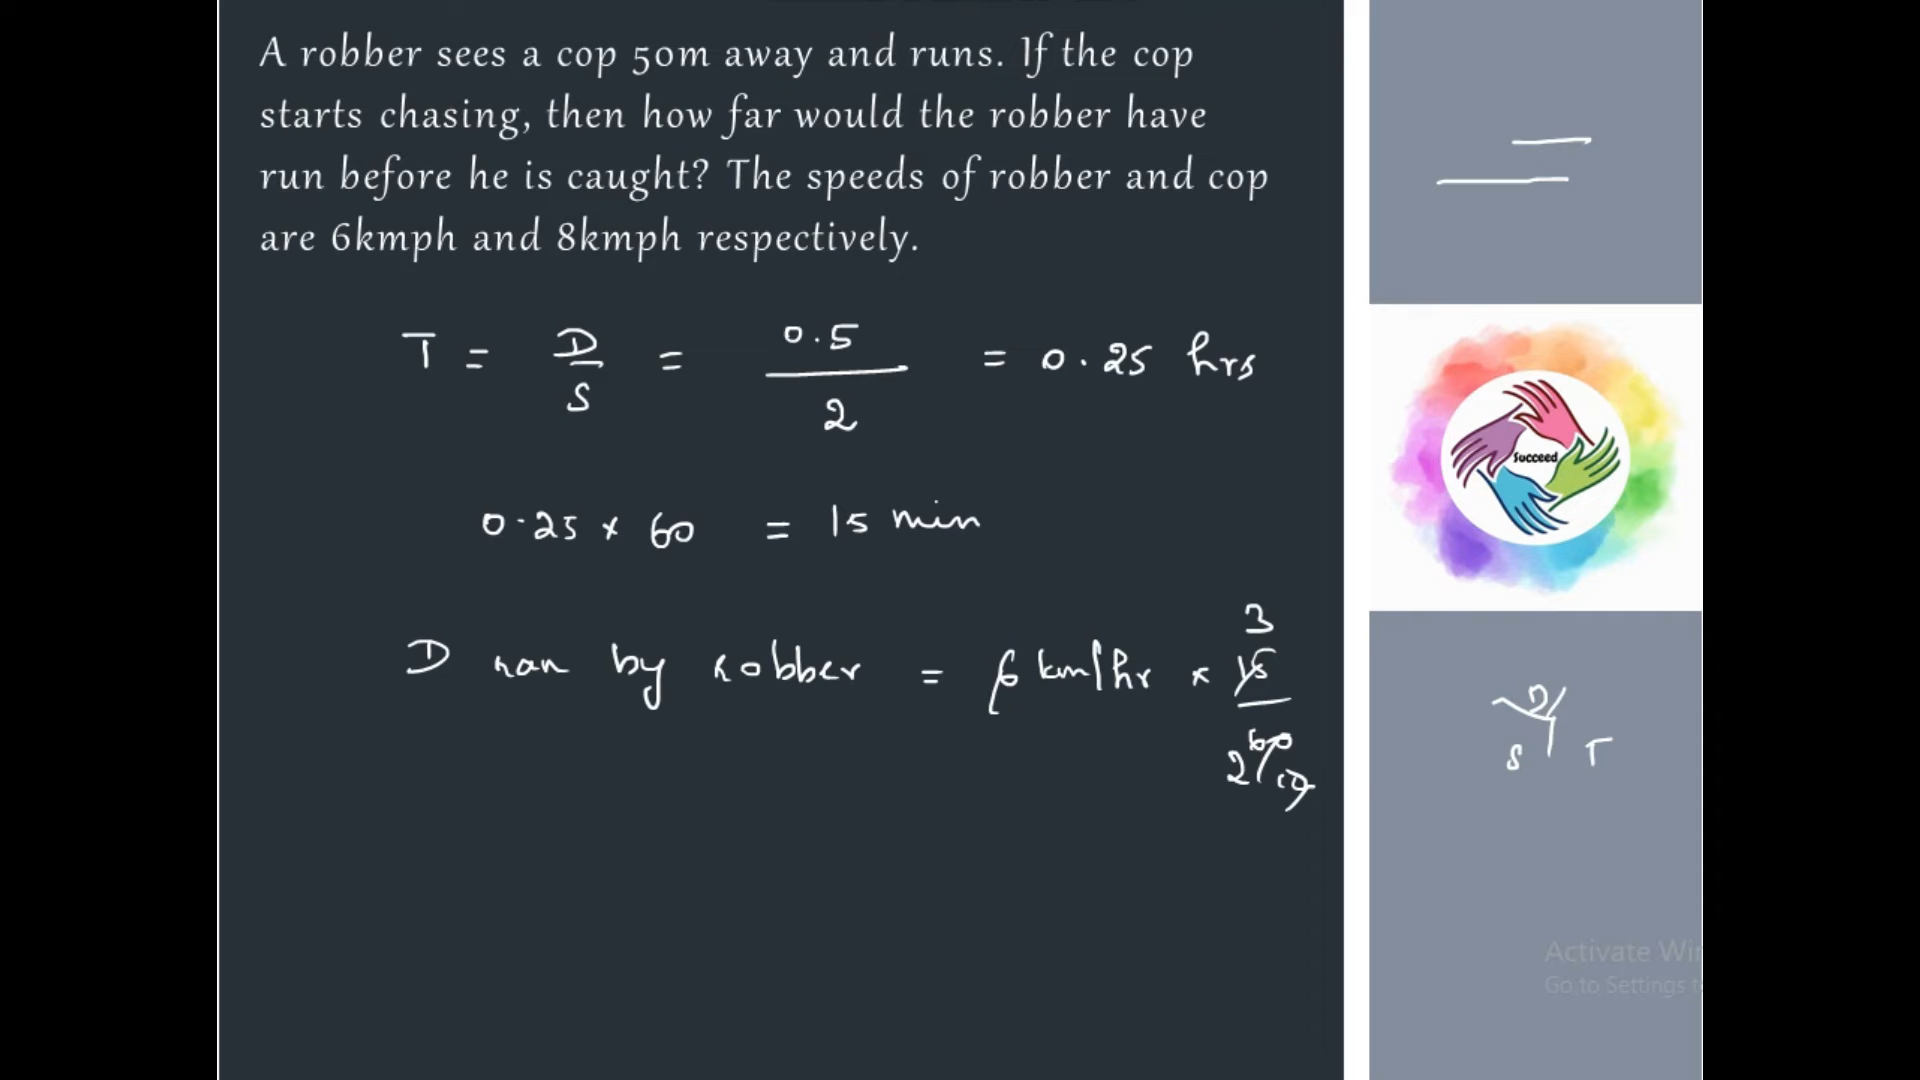 A robber sees a cop 50m away and runs. If the cop
starts chasing, then how far would the robber have
run before he is caught? The speeds of robber and cop
are 6kmph and 8kmph respectively.
T = D/S = 0.5/2 = 0.25 hrs
0.25 × 60 = 15 min
3
D ran by robber = 6 km/hr × 15
60
2 10
Succeed
D
S T
Activate Wi
Go to Settings t